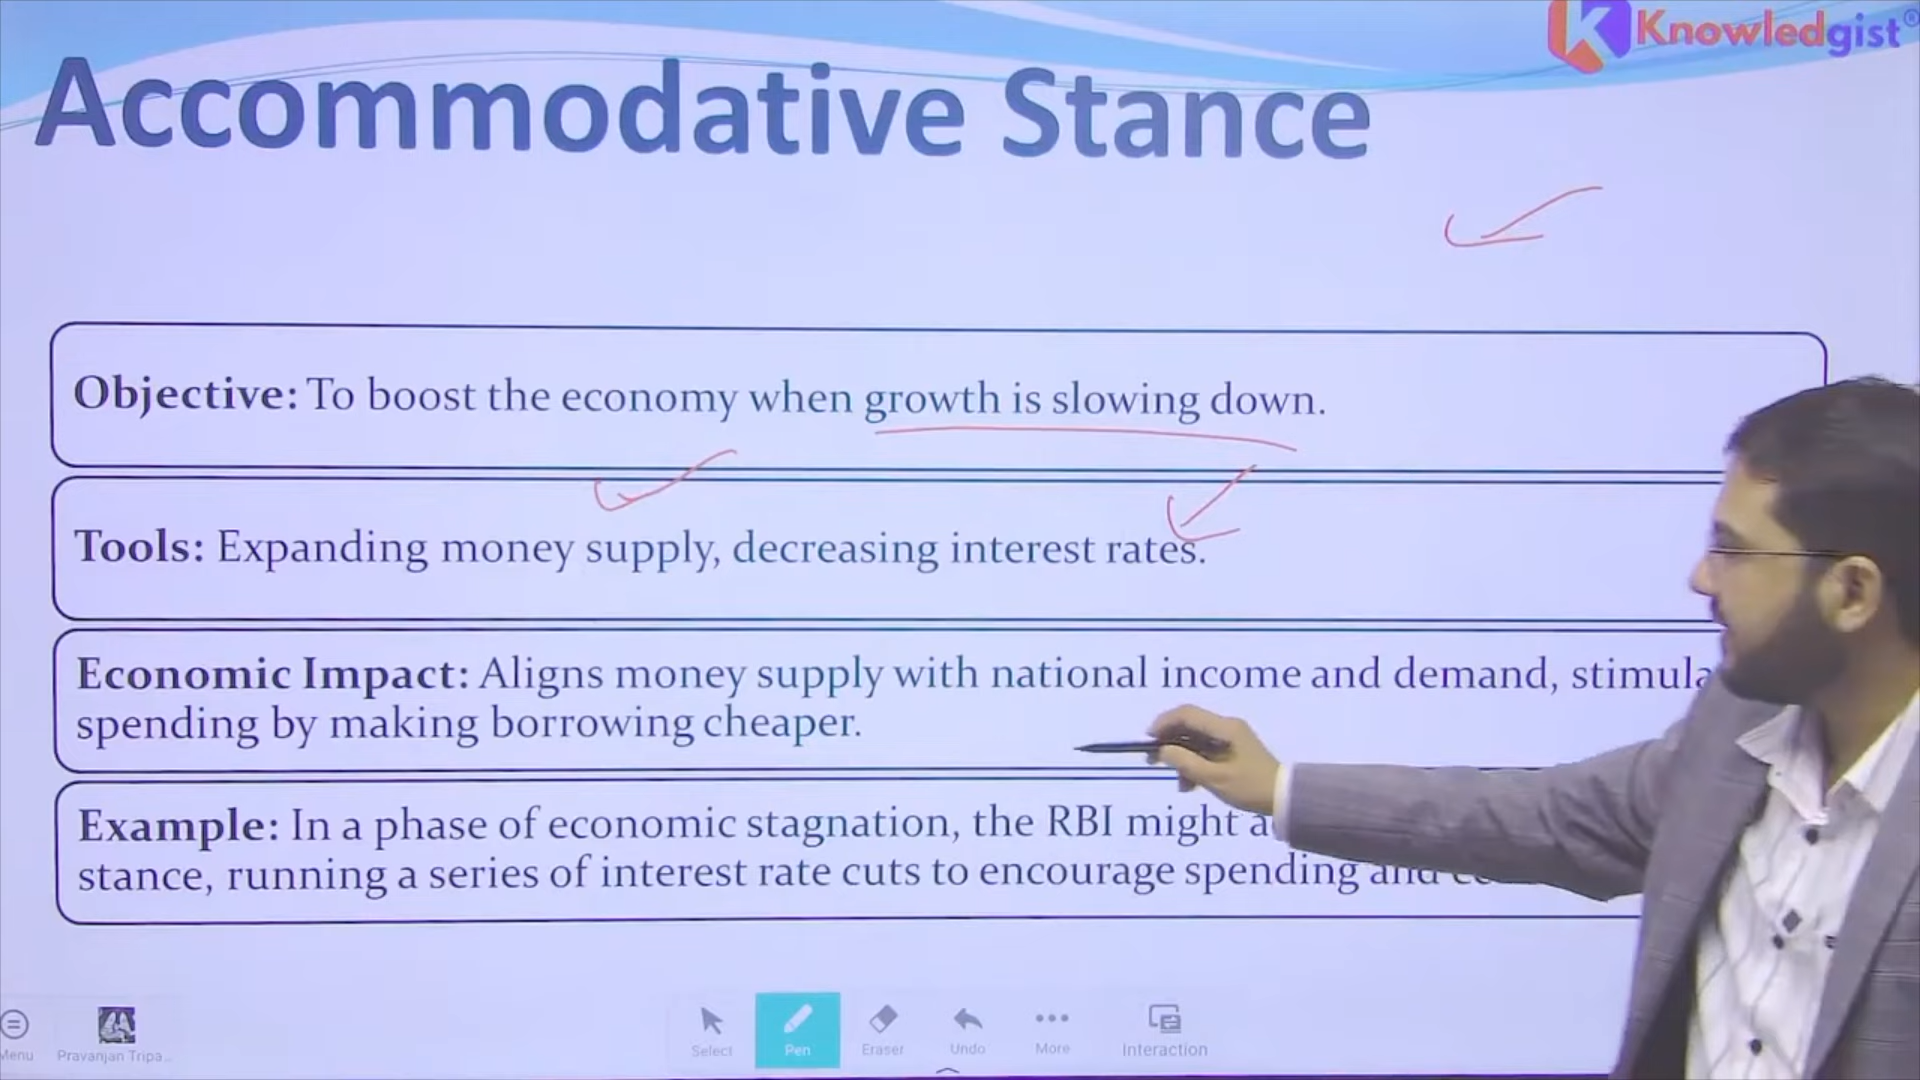 Knowledgist®
Accommodative Stance
Objective: To boost the economy when growth is slowing down.
Tools: Expanding money supply, decreasing interest rates.
Economic Impact: Aligns money supply with national income and demand,
spending by making borrowing cheaper.
Example: In a phase of economic stagnation, the RBI might
stance, running a series of interest rate cuts to encourage spending and
Menu
Pravanjan Tripa...
Select
Pen
Eraser
Undo
More
Interaction